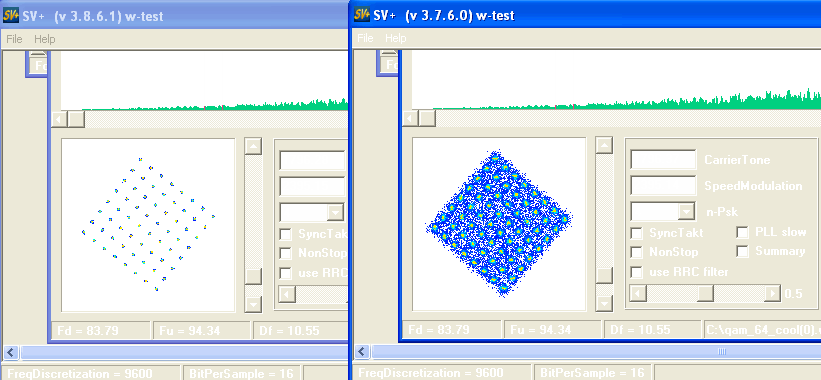 SV+ SV+ (v 3.8.6.1) w-test
File Help
SyncTakt
NonStop
use RRC
Fd = 83.79 Fu = 94.34 Df = 10.55
FreqDiscretization = 9600 BitPerSample = 16
SV+ SV+ (v 3.7.6.0) w-test
File Help
CarrierTone
SpeedModulation
n-Psk
SyncTakt PLL slow
NonStop Summary
use RRC filter
0.5
Fd = 83.79 Fu = 94.34 Df = 10.55 C:\qam_64_cool(0).
FreqDiscretization = 9600 BitPerSample = 16